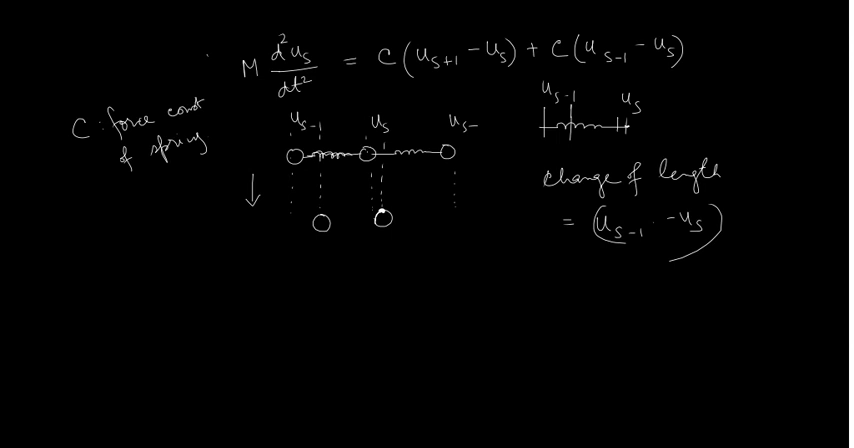 M d²u_s/dt² = C(u_{s+1} - u_s) + C(u_{s-1} - u_s)
C : force const
of spring
u_{s-1} u_s u_{s-}
u_{s-1} u_s
change of length
= (u_{s-1} - u_s)